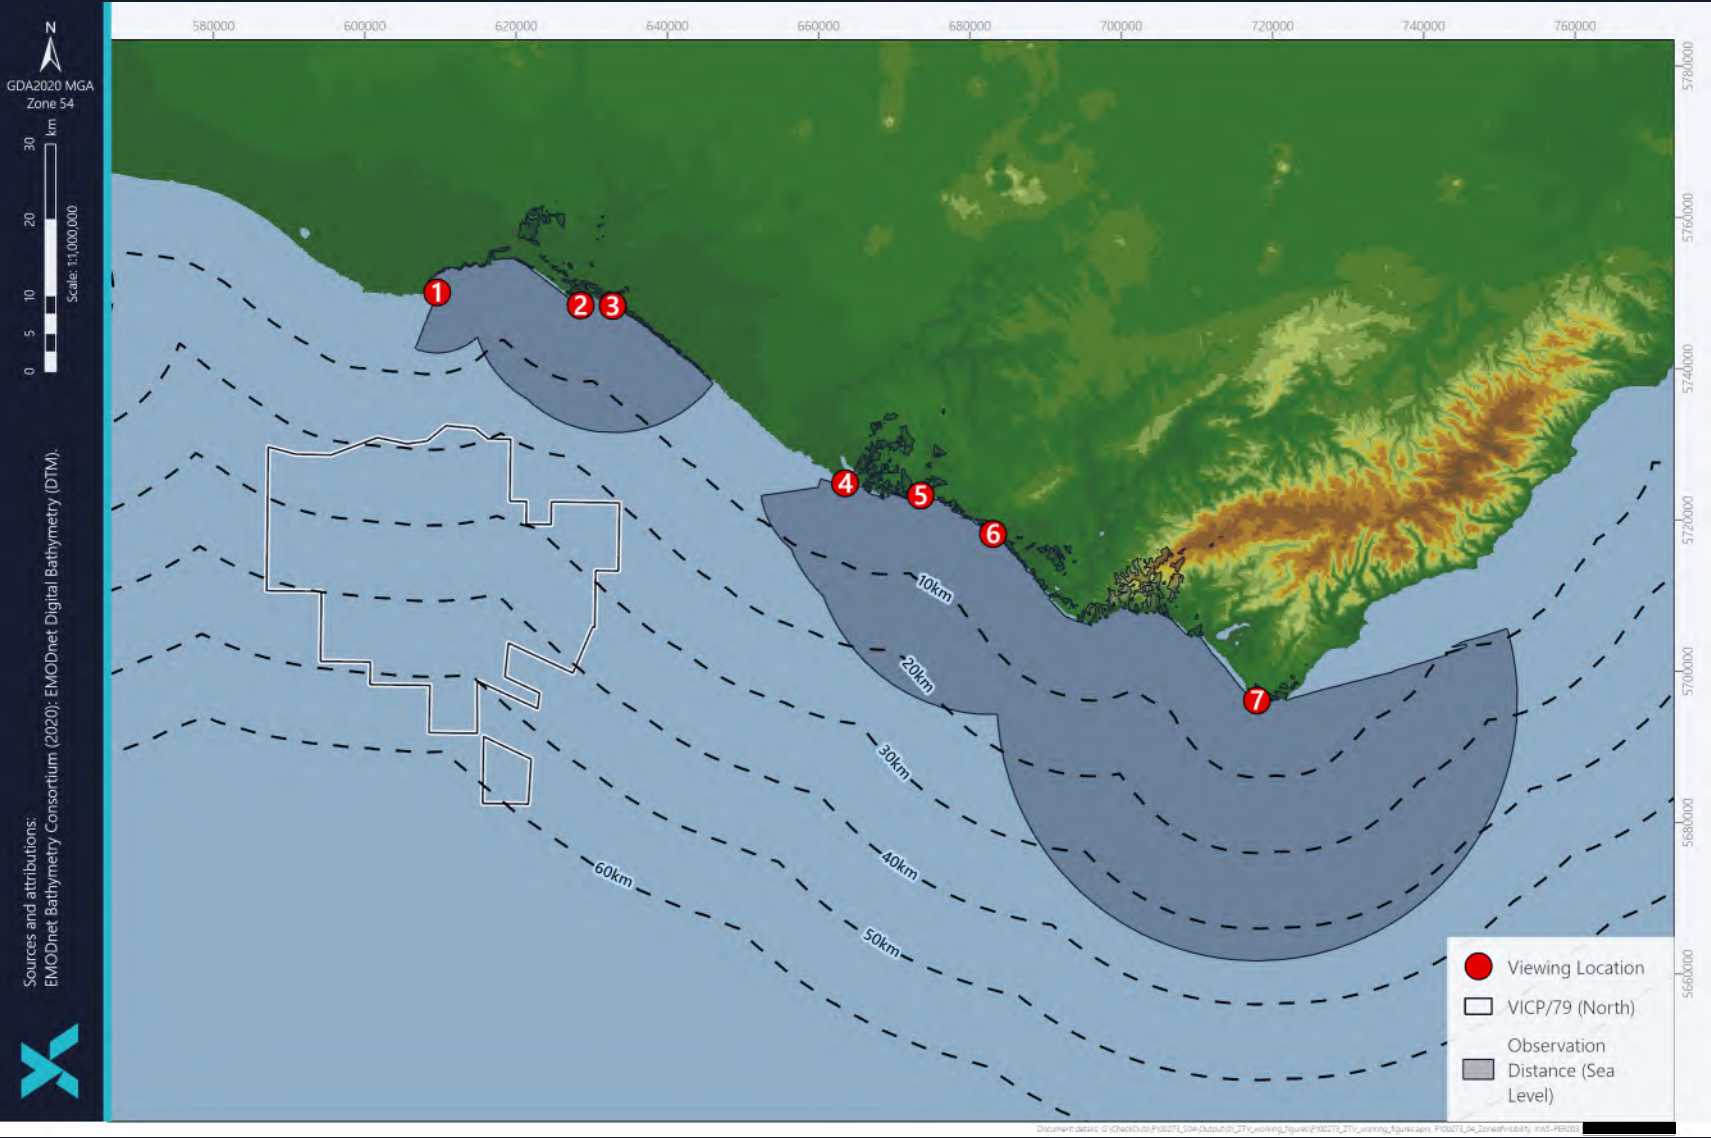 580000 600000 620000 640000 660000 680000 700000 720000 740000 760000
N
GDA2020 MGA
Zone 54
km
30
20
10
5
0
Scale: 1:1,000,000
Sources and attributions:
EMODnet Bathymetry Consortium (2020): EMODnet Digital Bathymetry (DTM).
5780000
5760000
5740000
5720000
5700000
5680000
5660000
1
2
3
4
5
6
7
10km
20km
30km
40km
50km
60km
Viewing Location
VICP/79 (North)
Observation
Distance (Sea
Level)
Document details: